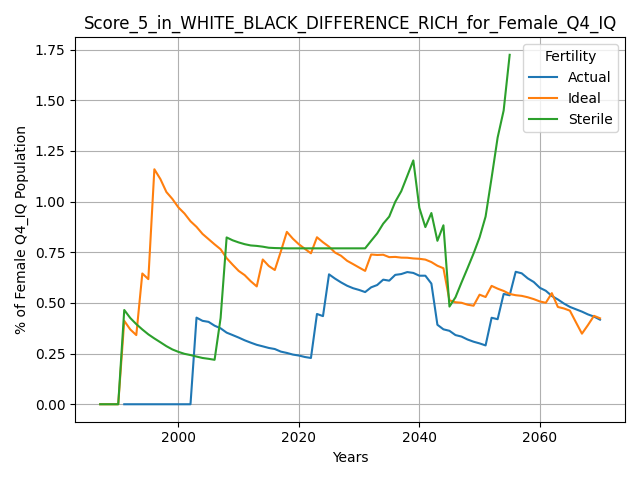 Score_5_in_WHITE_BLACK_DIFFERENCE_RICH_for_Female_Q4_IQ
Fertility
Actual
Ideal
Sterile
% of Female Q4_IQ Population
1.75
1.50
1.25
1.00
0.75
0.50
0.25
0.00
2000
2020
2040
2060
Years